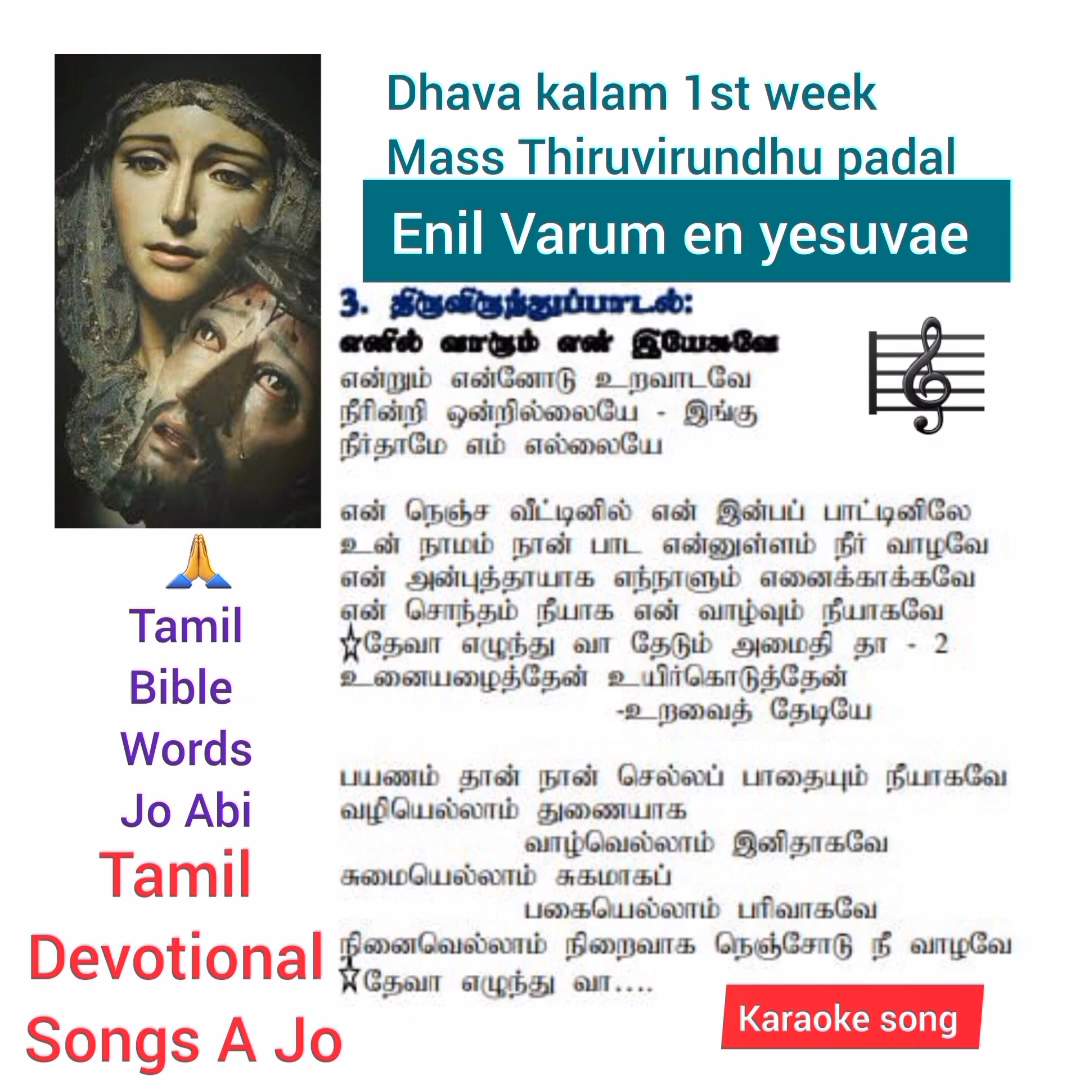 Dhava kalam 1st week
Mass Thiruvirundhu padal
Enil Varum en yesuvae
3. திருவிருந்துப்பாடல்:
எனில் வாரும் என் இயேசுவே
என்றும் என்னோடு உறவாடவே
நீரின்றி ஒன்றில்லையே - இங்கு
நீர்தாமே எம் எல்லையே
என் நெஞ்ச வீட்டினில் என் இன்பப் பாட்டினிலே
உன் நாமம் நான் பாட என்னுள்ளம் நீர் வாழவே
என் அன்புத்தாயாக எந்நாளும் எனைக்காக்கவே
என் சொந்தம் நீயாக என் வாழ்வும் நீயாகவே
☆தேவா எழுந்து வா தேடும் அமைதி தா - 2
உனையழைத்தேன் உயிர்கொடுத்தேன்
-உறவைத் தேடியே
பயணம் தான் நான் செல்லப் பாதையும் நீயாகவே
வழியெல்லாம் துணையாக
வாழ்வெல்லாம் இனிதாகவே
சுமையெல்லாம் சுகமாகப்
பகையெல்லாம் பரிவாகவே
நினைவெல்லாம் நிறைவாக நெஞ்சோடு நீ வாழவே
☆தேவா எழுந்து வா....
Tamil
Bible
Words
Jo Abi
Tamil
Devotional
Songs A Jo
Karaoke song